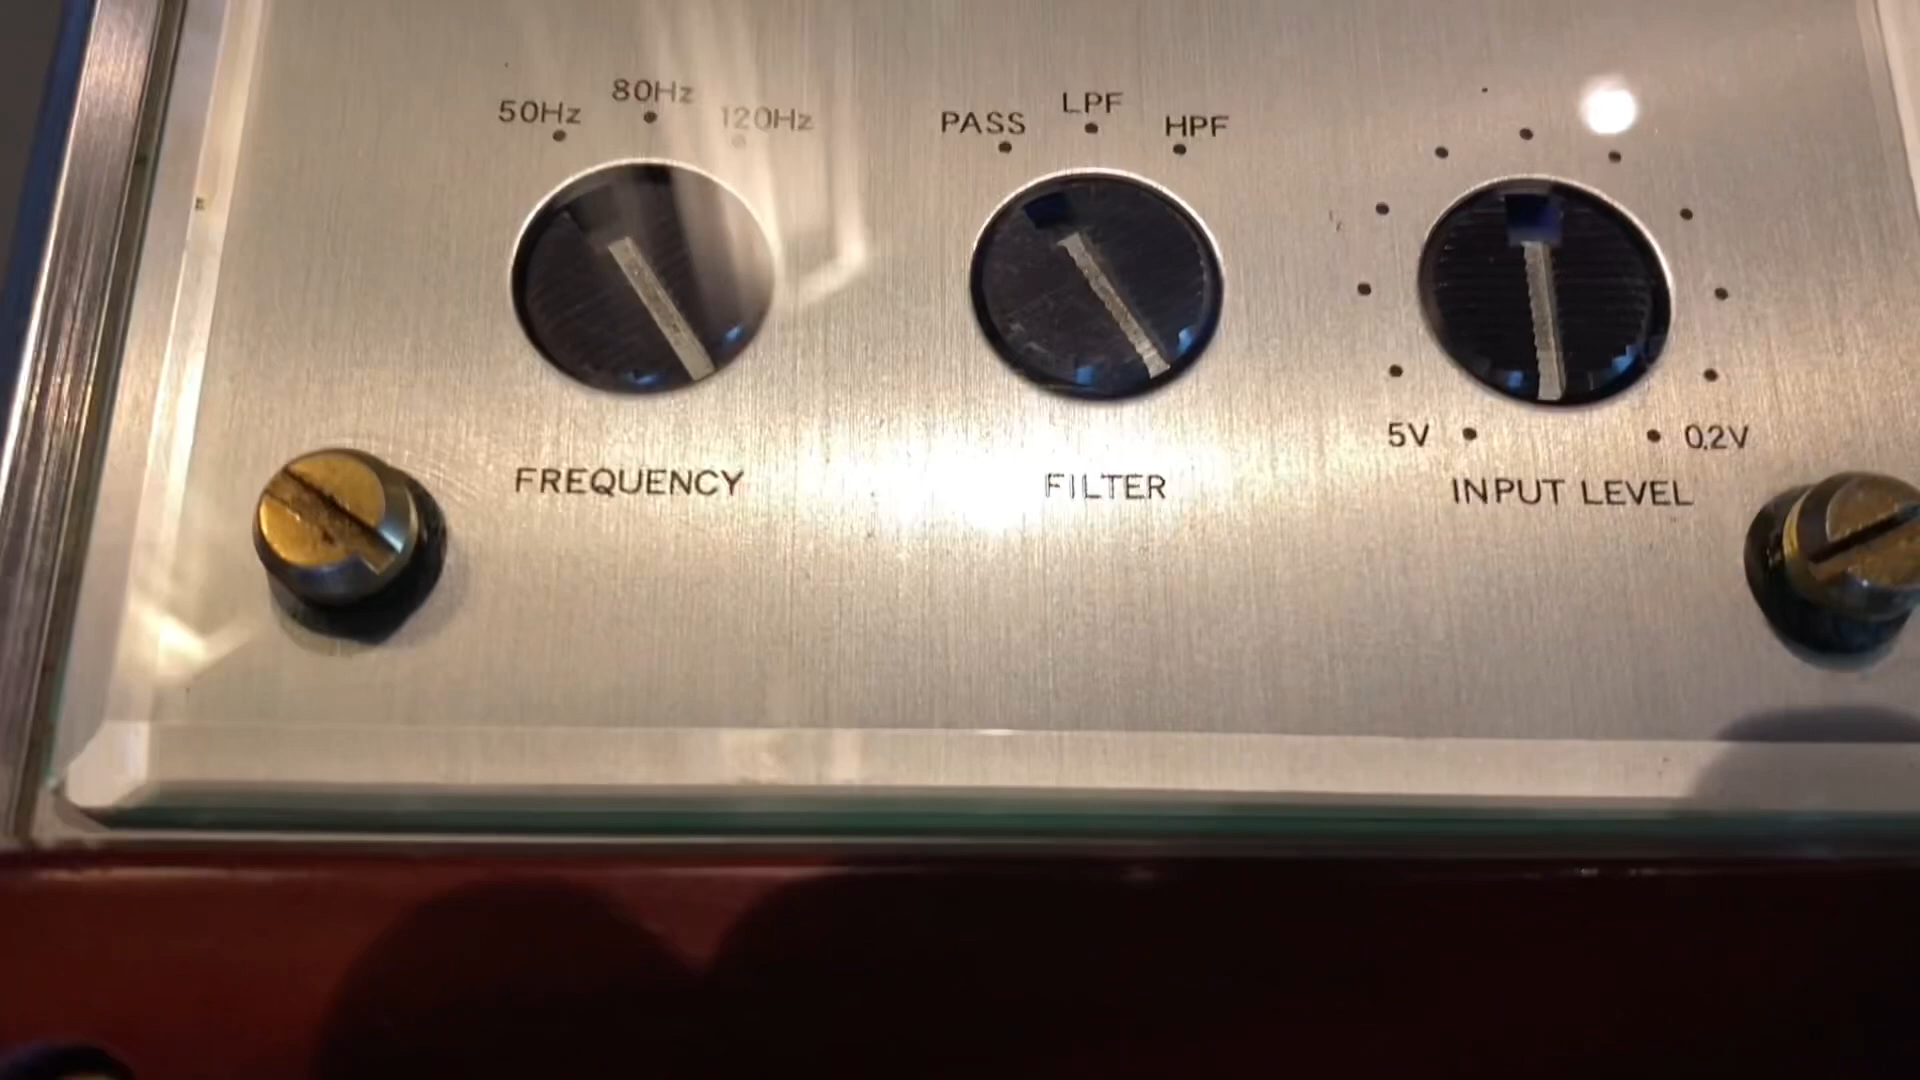 50Hz 80Hz 120Hz
PASS LPF HPF
5V 0.2V
FREQUENCY FILTER INPUT LEVEL